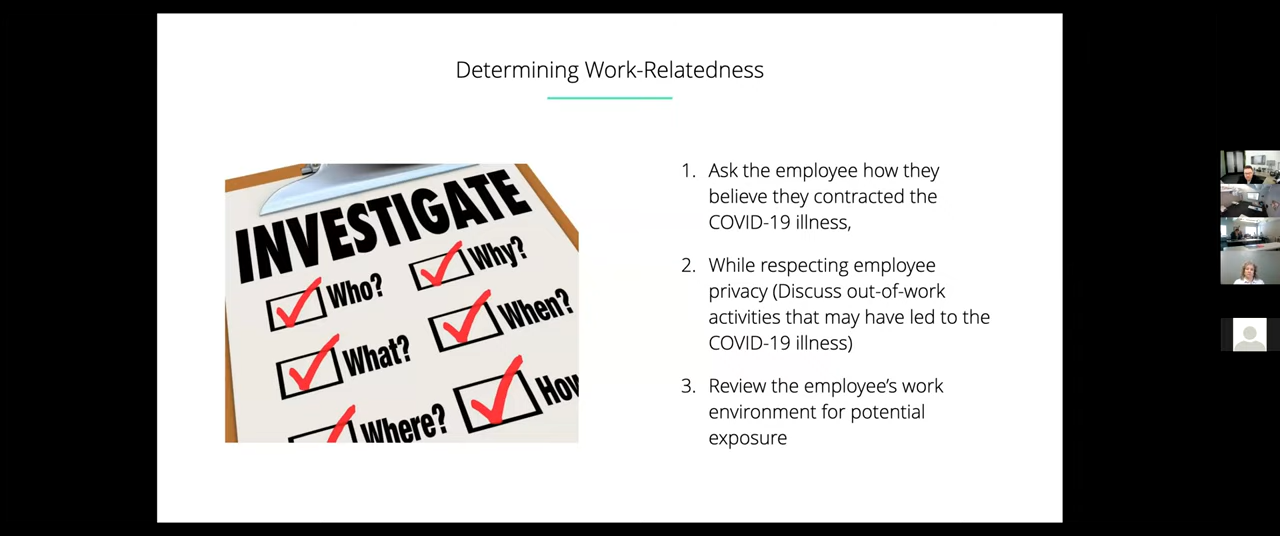 Determining Work-Relatedness
INVESTIGATE
Who?
Why?
What?
When?
Where?
How
1. Ask the employee how they
believe they contracted the
COVID-19 illness,
2. While respecting employee
privacy (Discuss out-of-work
activities that may have led to the
COVID-19 illness)
3. Review the employee’s work
environment for potential
exposure